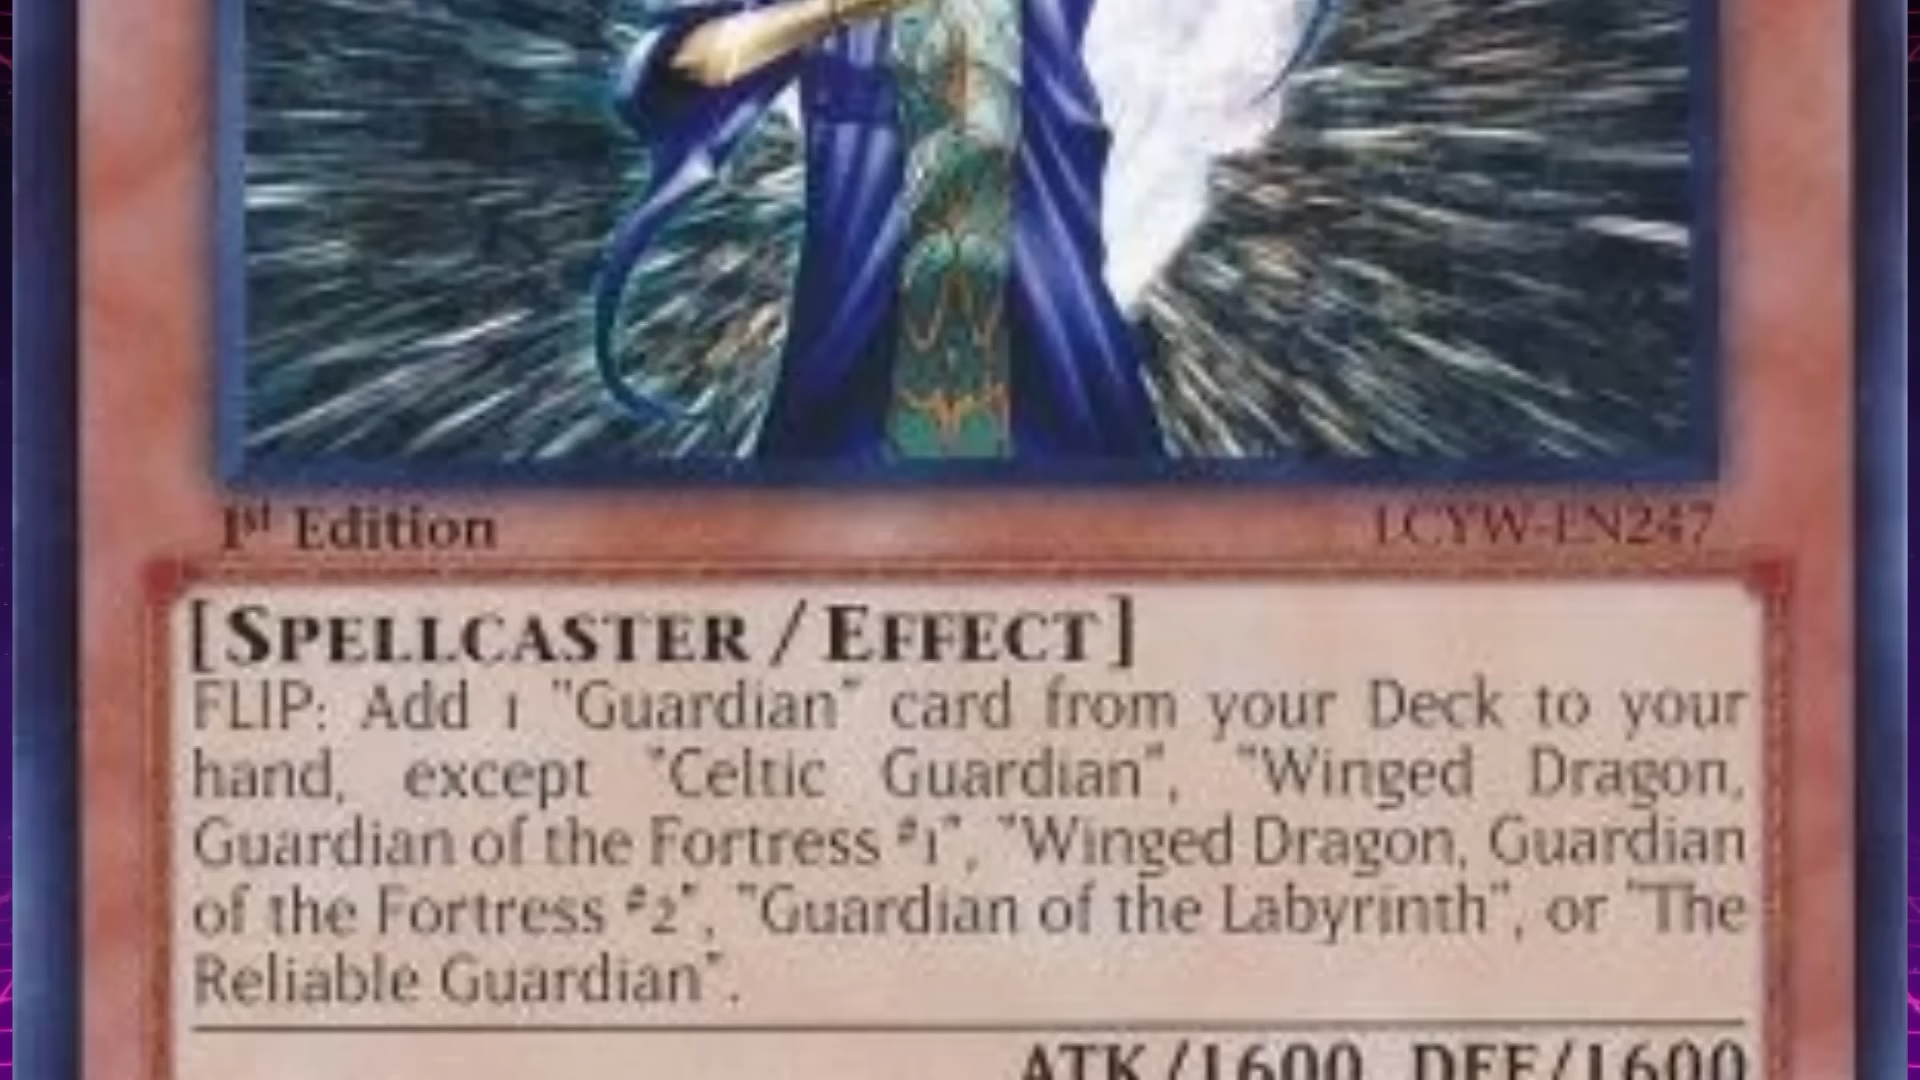 1st Edition
LCYW-EN247
[SPELLCASTER / EFFECT]
FLIP: Add 1 "Guardian" card from your Deck to your
hand, except "Celtic Guardian", "Winged Dragon,
Guardian of the Fortress #1", "Winged Dragon, Guardian
of the Fortress #2", "Guardian of the Labyrinth", or "The
Reliable Guardian".
ATK/1600 DEF/1600